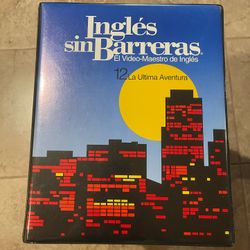 Inglés
sin Barreras®
El Video-Maestro de Inglés
12 La Ultima Aventura